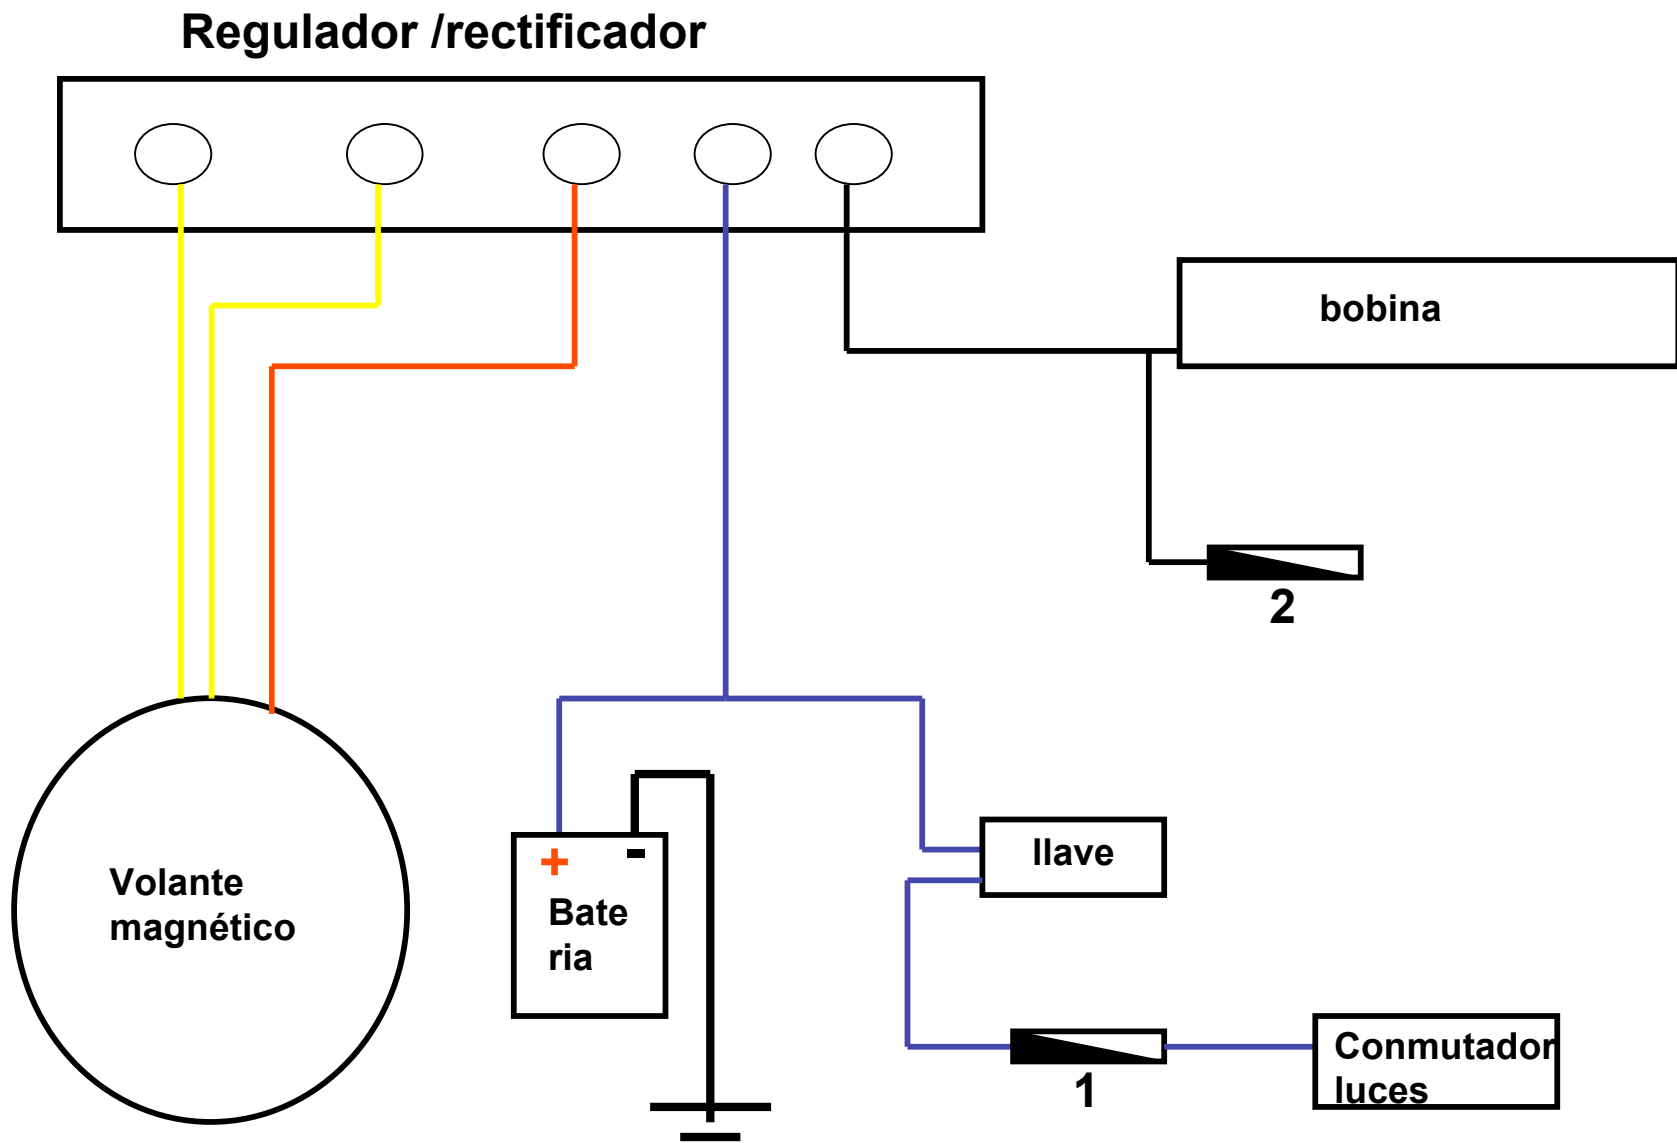 Regulador /rectificador
bobina
2
llave
+
-
Volante
magnético
Bate
ria
Conmutador
luces
1